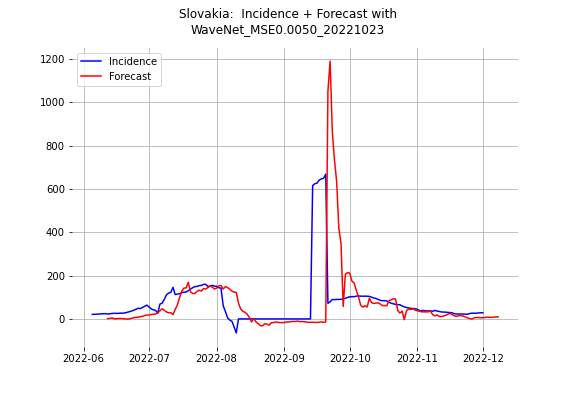 Slovakia:  Incidence + Forecast with
WaveNet_MSE0.0050_20221023
Incidence
Forecast
1200
1000
800
600
400
200
0
2022-06 2022-07 2022-08 2022-09 2022-10 2022-11 2022-12